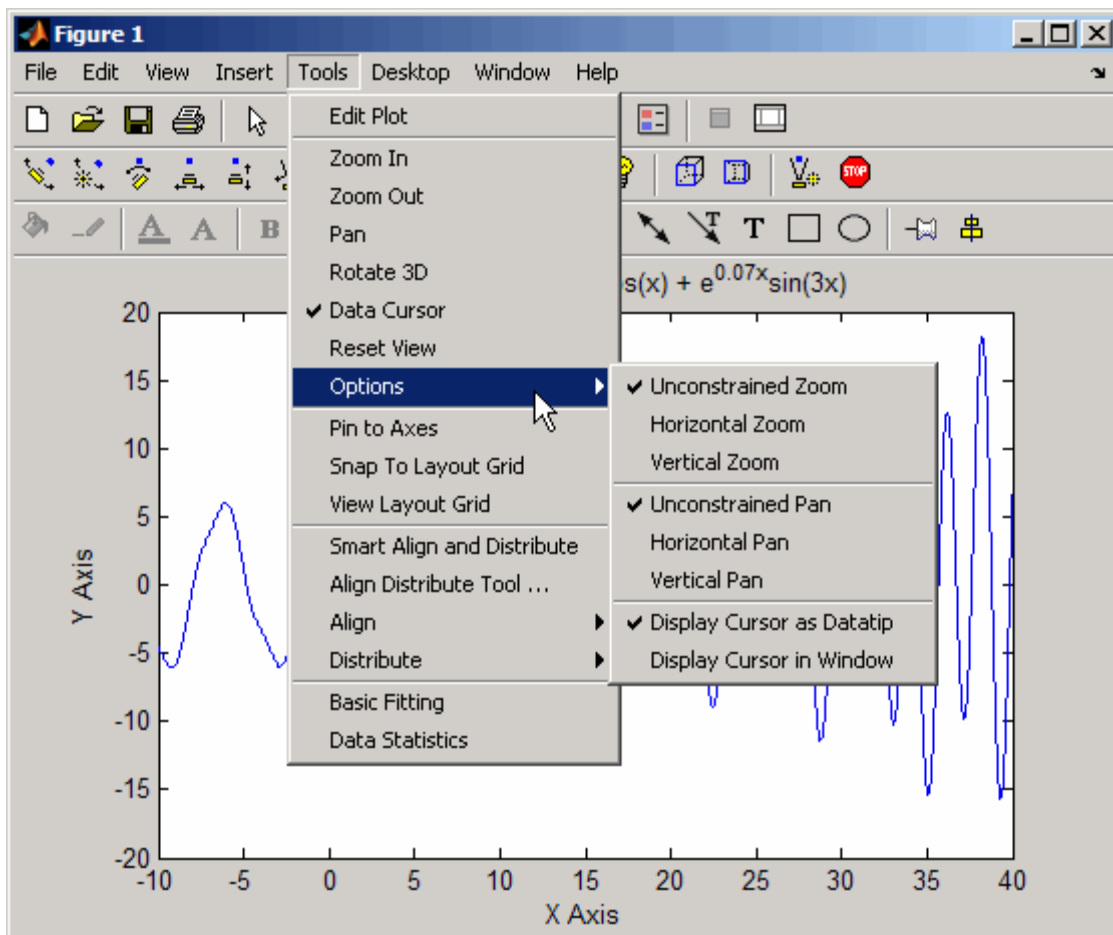 Figure 1
File Edit View Insert Tools Desktop Window Help
STOP
A A B T T
Edit Plot
Zoom In
Zoom Out
Pan
Rotate 3D
Data Cursor
Reset View
Options
Pin to Axes
Snap To Layout Grid
View Layout Grid
Smart Align and Distribute
Align Distribute Tool ...
Align
Distribute
Basic Fitting
Data Statistics
Unconstrained Zoom
Horizontal Zoom
Vertical Zoom
Unconstrained Pan
Horizontal Pan
Vertical Pan
Display Cursor as Datatip
Display Cursor in Window
s(x) + e^0.07x sin(3x)
Y Axis
20
15
10
5
0
-5
-10
-15
-20
-10 -5 0 5 10 15 20 25 30 35 40
X Axis